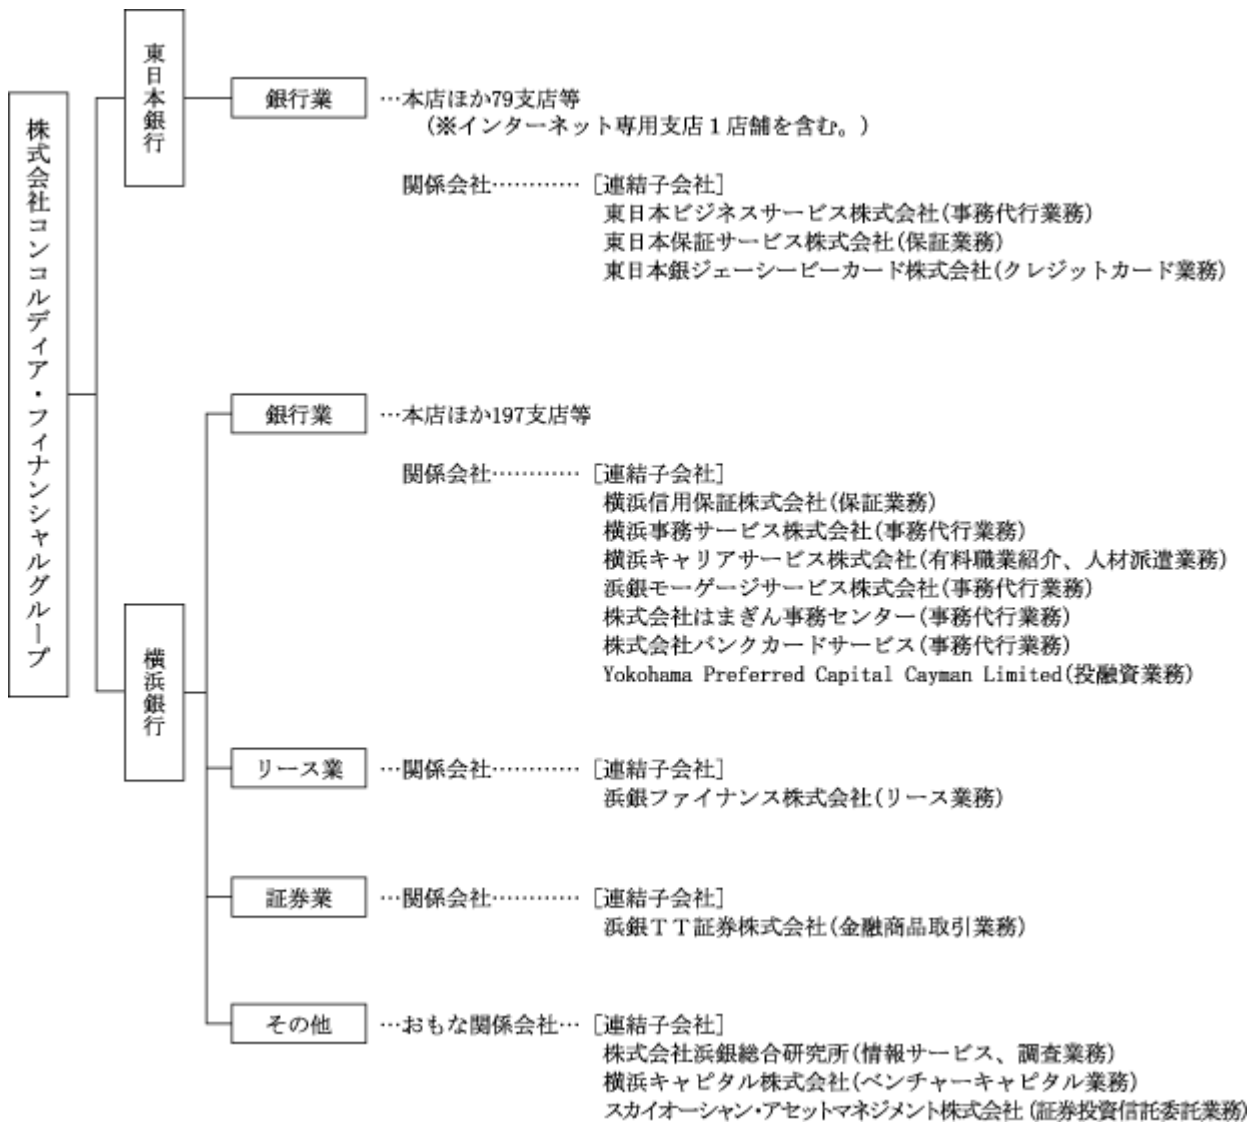 株式会社コンコルディア・フィナンシャルグループ
東日本銀行
銀行業
…本店ほか79支店等
(※インターネット専用支店１店舗を含む。)
関係会社………… [連結子会社]
東日本ビジネスサービス株式会社(事務代行業務)
東日本保証サービス株式会社(保証業務)
東日本銀ジェーシービーカード株式会社(クレジットカード業務)
横浜銀行
銀行業
…本店ほか197支店等
関係会社………… [連結子会社]
横浜信用保証株式会社(保証業務)
横浜事務サービス株式会社(事務代行業務)
横浜キャリアサービス株式会社(有料職業紹介、人材派遣業務)
浜銀モーゲージサービス株式会社(事務代行業務)
株式会社はまぎん事務センター(事務代行業務)
株式会社バンクカードサービス(事務代行業務)
Yokohama Preferred Capital Cayman Limited(投融資業務)
リース業
…関係会社………… [連結子会社]
浜銀ファイナンス株式会社(リース業務)
証券業
…関係会社………… [連結子会社]
浜銀ＴＴ証券株式会社(金融商品取引業務)
その他
…おもな関係会社… [連結子会社]
株式会社浜銀総合研究所(情報サービス、調査業務)
横浜キャピタル株式会社(ベンチャーキャピタル業務)
スカイオーシャン・アセットマネジメント株式会社(証券投資信託委託業務)